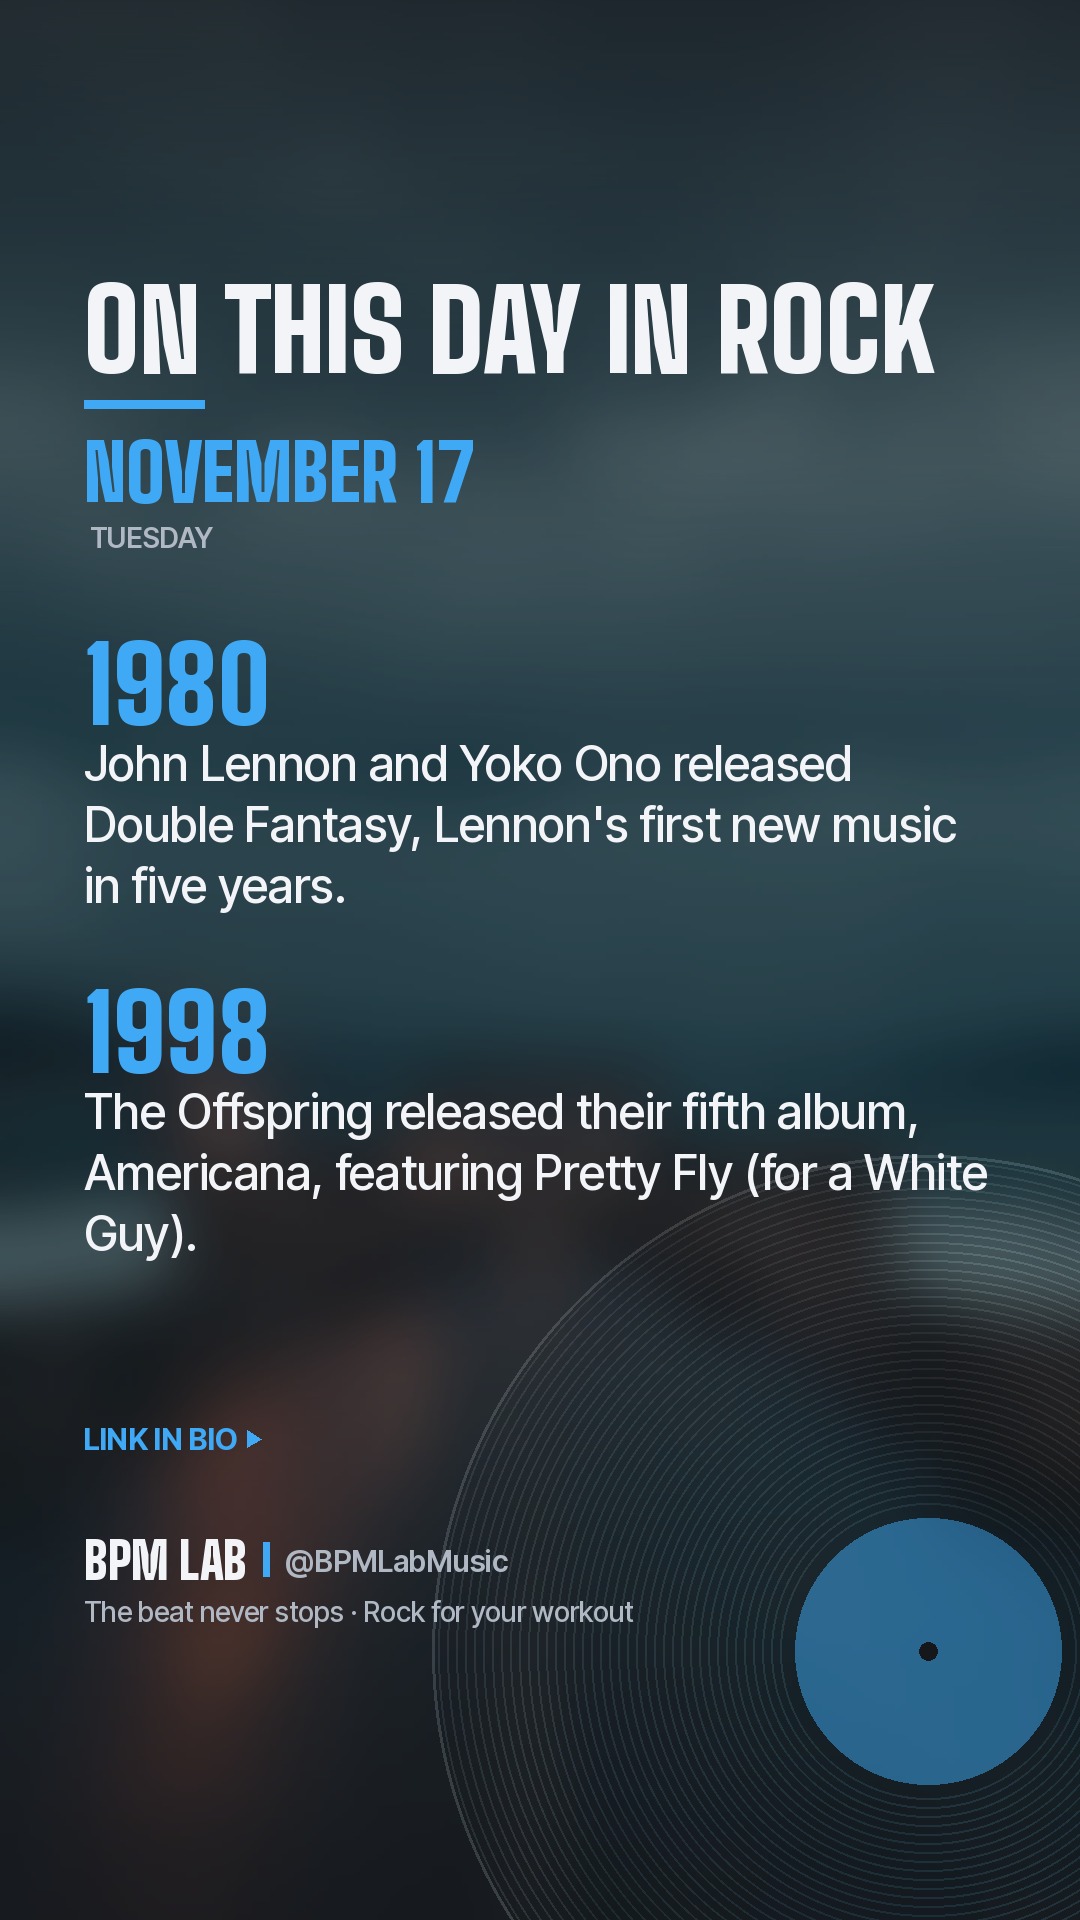 ON THIS DAY IN ROCK
NOVEMBER 17
TUESDAY
1980
John Lennon and Yoko Ono released
Double Fantasy, Lennon's first new music
in five years.
1998
The Offspring released their fifth album,
Americana, featuring Pretty Fly (for a White
Guy).
LINK IN BIO
BPM LAB @BPMLabMusic
The beat never stops · Rock for your workout